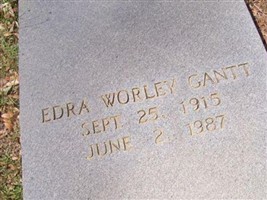 EDRA WORLEY GANTT
SEPT. 25, 1915
JUNE 2, 1987